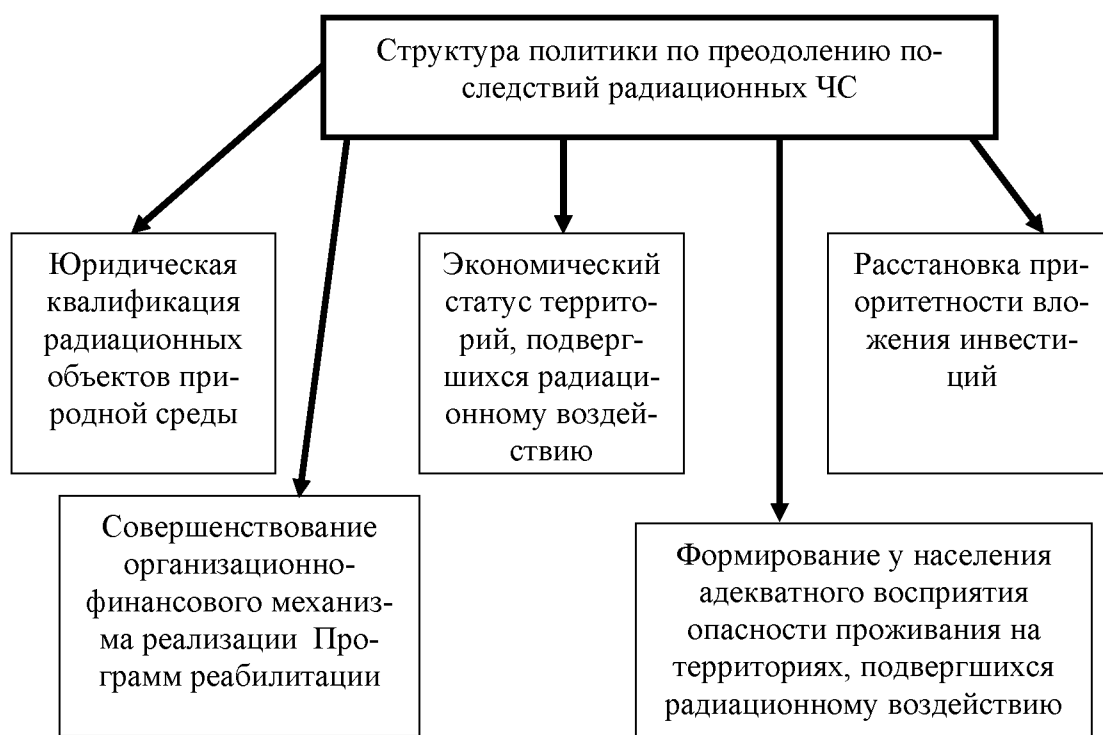 Структура политики по преодолению по-
следствий радиационных ЧС
Юридическая
квалификация
радиационных
объектов при-
родной среды
Экономический
статус террито-
рий, подверг-
шихся радиаци-
онному воздей-
ствию
Расстановка при-
оритетности вло-
жения инвести-
ций
Совершенствование
организационно-
финансового механиз-
ма реализации Про-
грамм реабилитации
Формирование у населения
адекватного восприятия
опасности проживания на
территориях, подвергшихся
радиационному воздействию